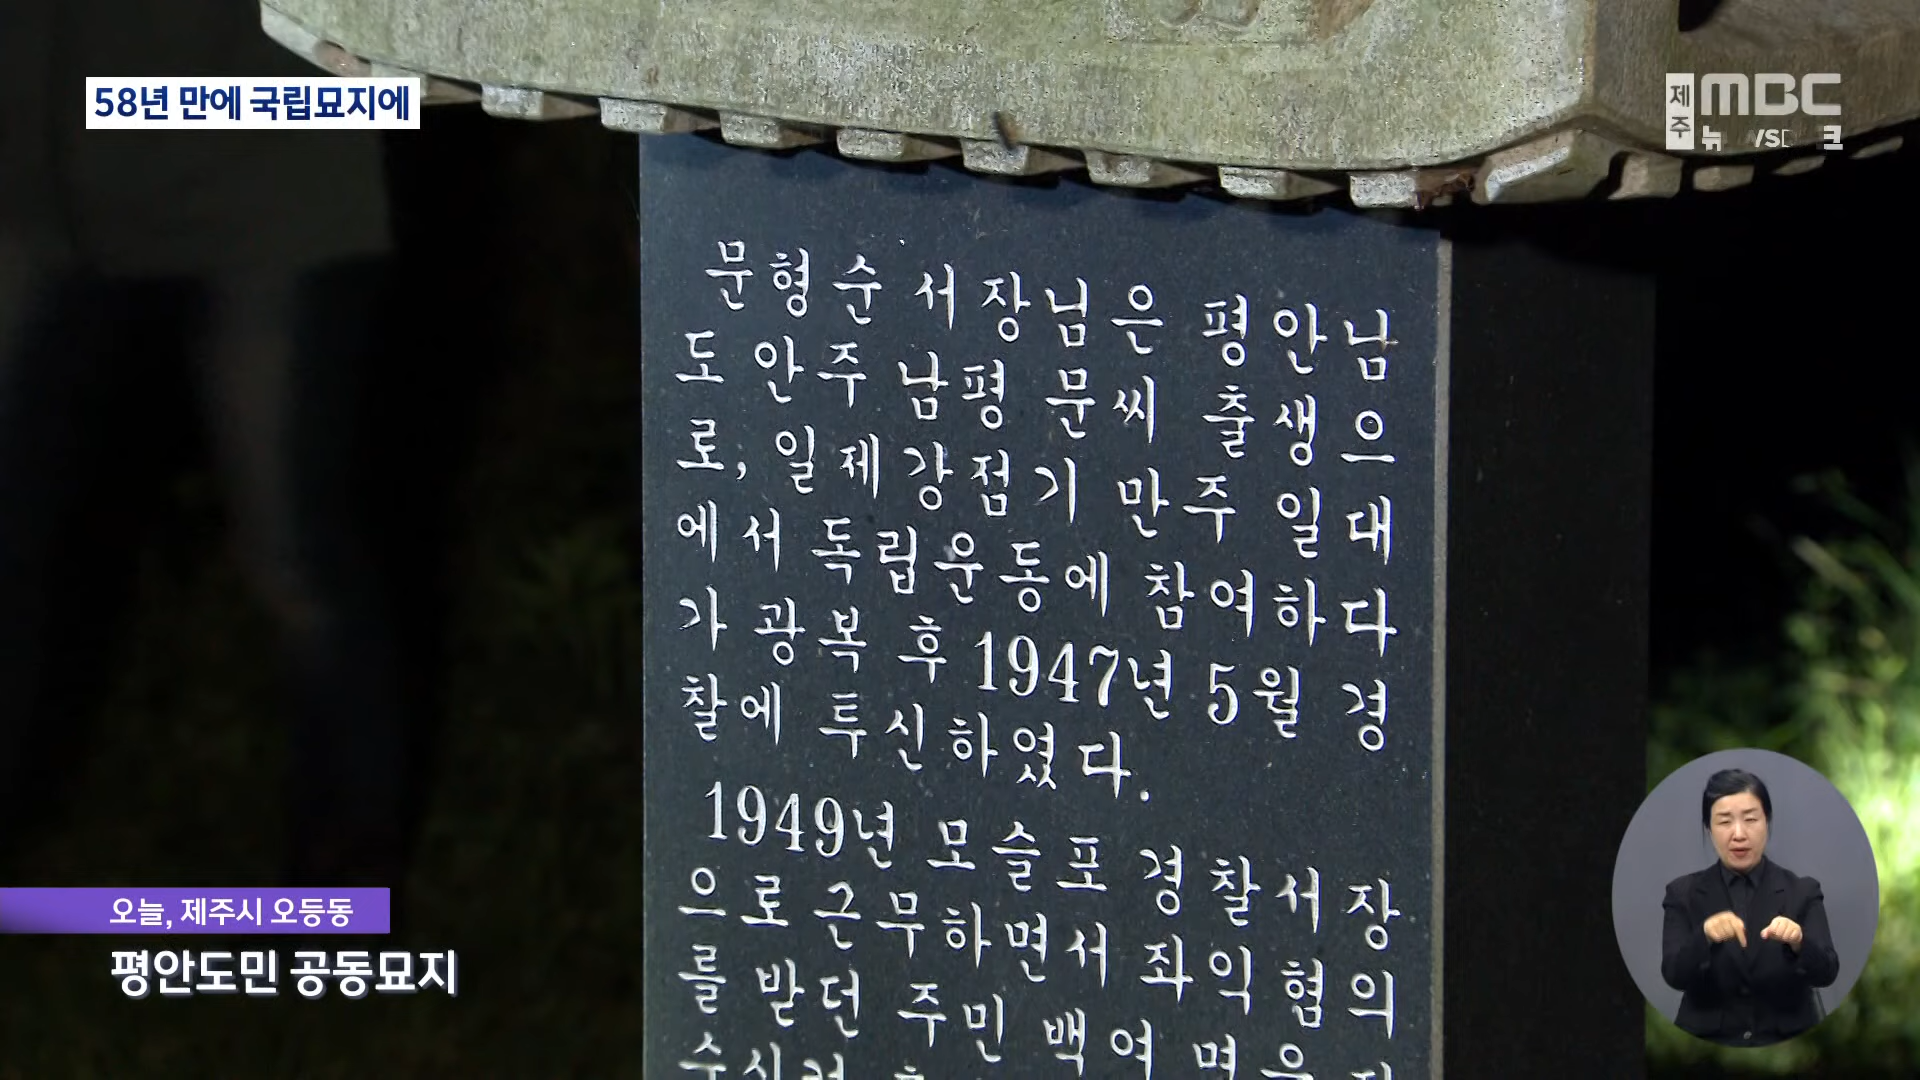 58년 만에 국립묘지에
제주 MBC
문형순 서장님은 평안남
도 안주 남평 문씨 출생으
로, 일제강점기 만주 일대
에서 독립운동에 참여하다
가 광복 후 1947년 5월 경
찰에 투신하였다.
1949년 모슬포 경찰서장
으로 근무하면서 좌익 혐의
를 받던 주민 백여 명을
오늘, 제주시 오등동
평안도민 공동묘지